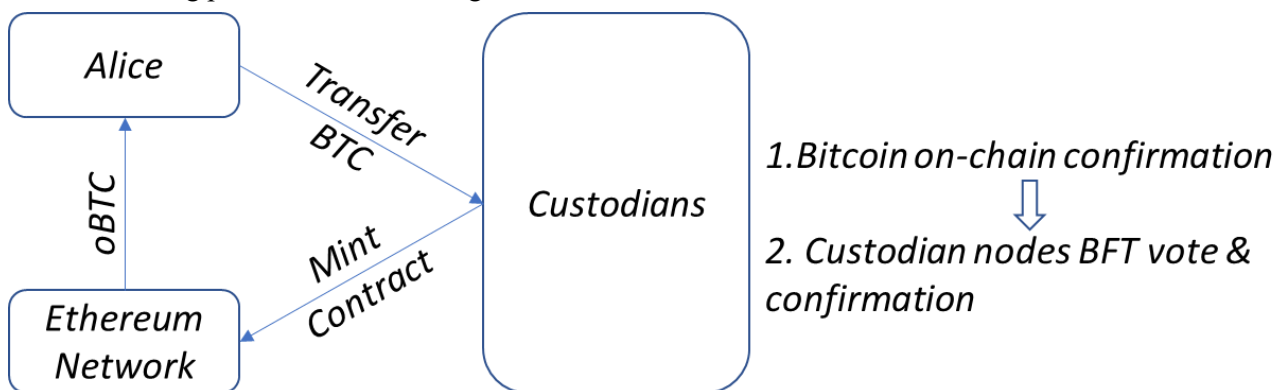 Alice
Transfer
BTC
oBTC
Custodians
Mint
Contract
Ethereum
Network
1.Bitcoin on-chain confirmation
2. Custodian nodes BFT vote &
confirmation